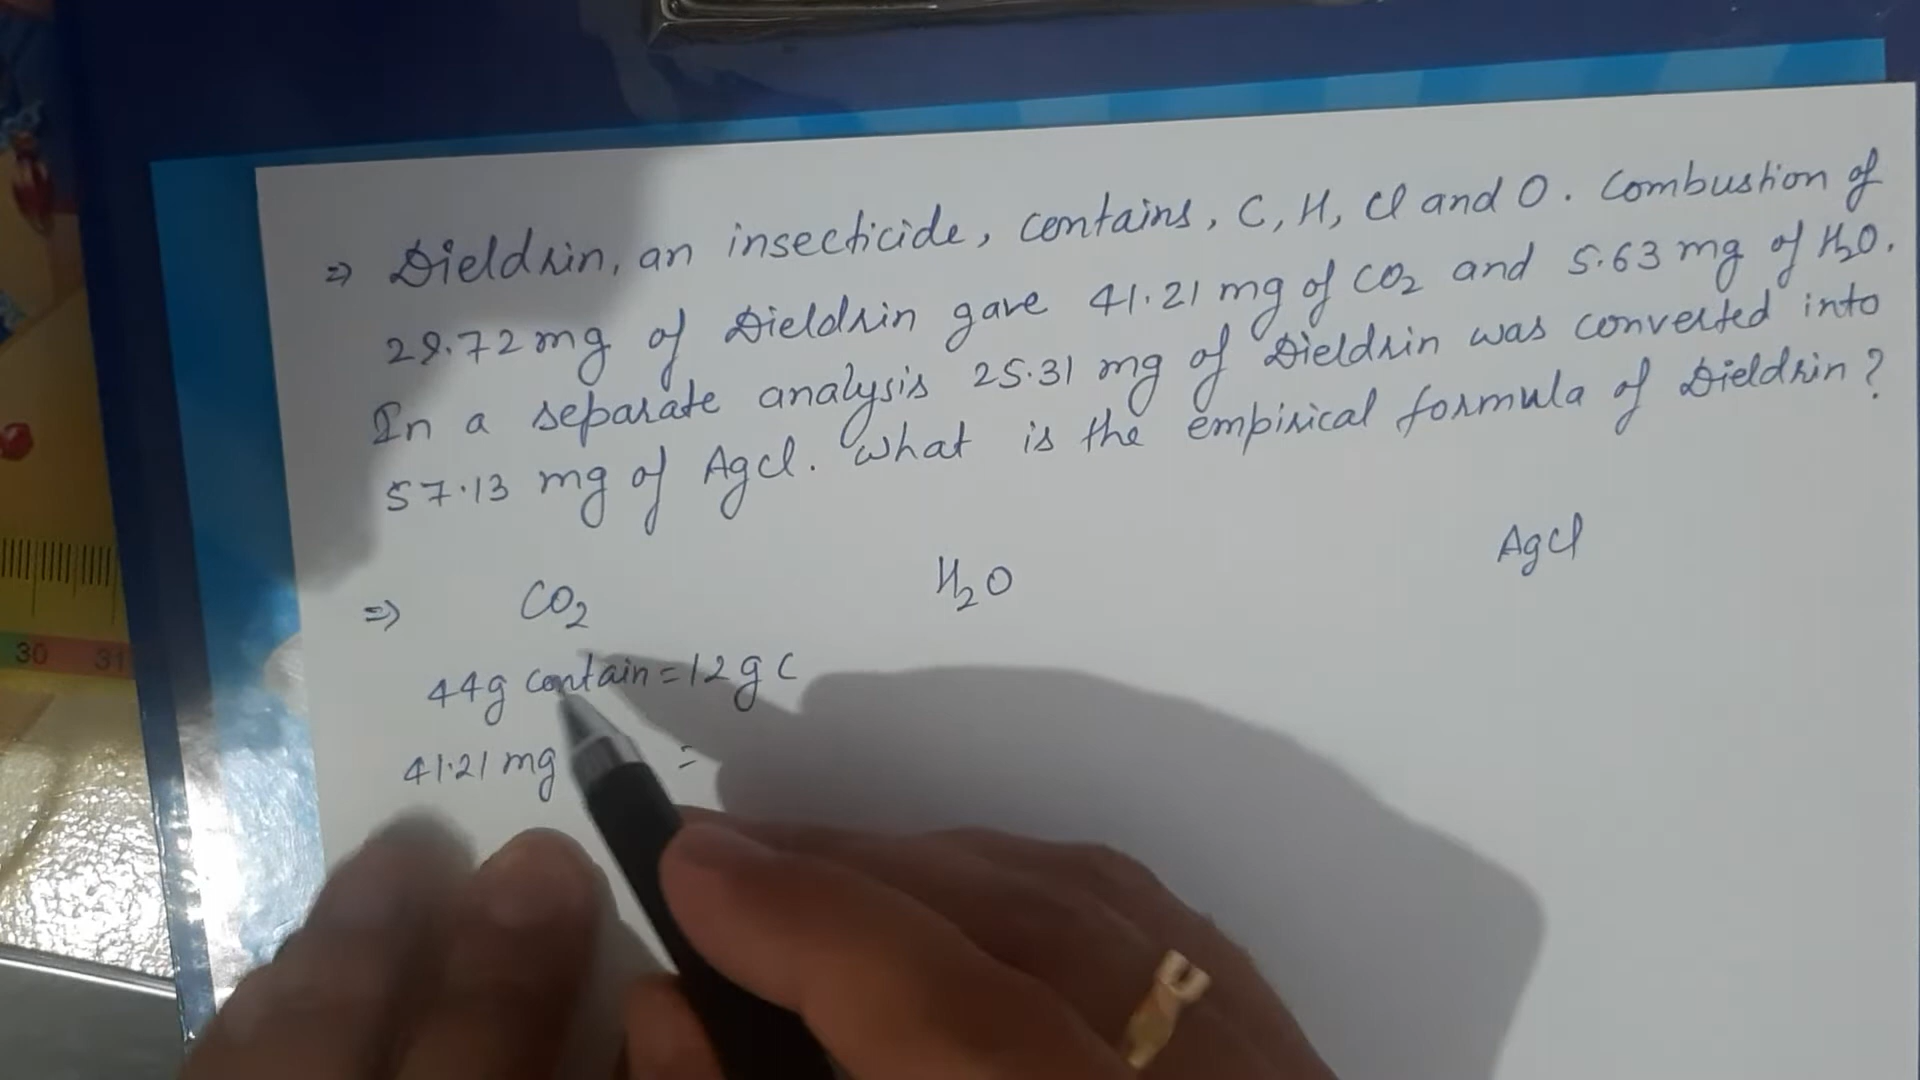 ⇒ Dieldrin, an insecticide, contains, C, H, Cl and O. Combustion of
29.72 mg of Dieldrin gave 41.21 mg of CO₂ and 5.63 mg of H₂O.
In a separate analysis 25.31 mg of Dieldrin was converted into
57.13 mg of AgCl. What is the empirical formula of Dieldrin?
⇒ CO₂ H₂O AgCl
44g contain = 12g C
41.21 mg =
30 31